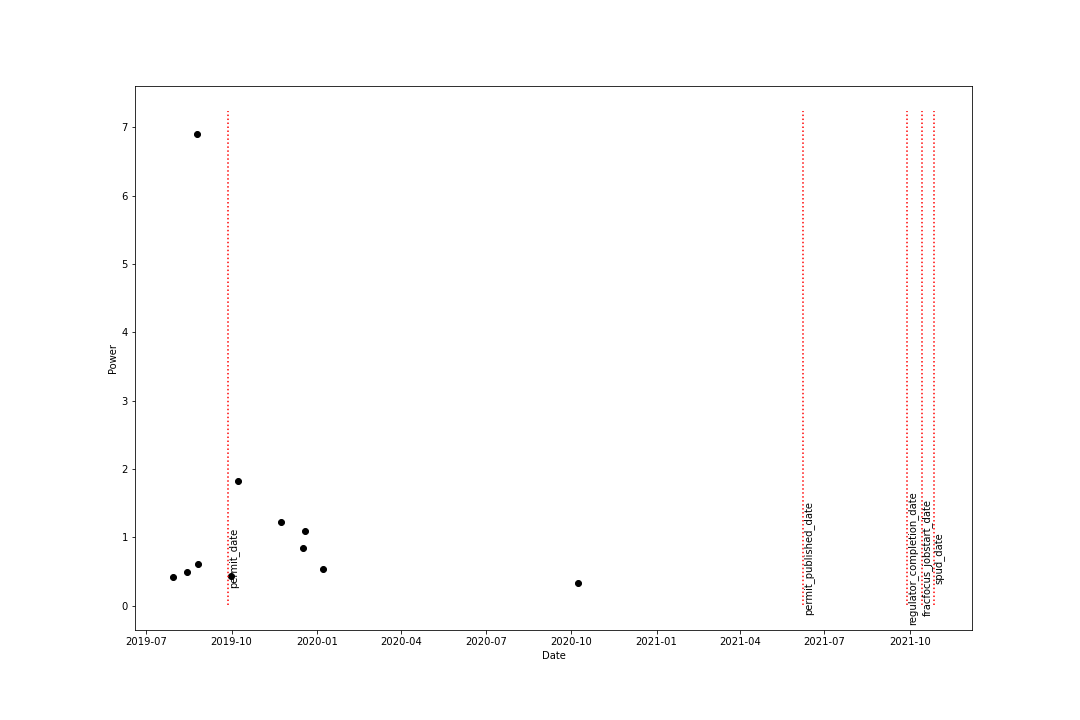 7
6
5
4
3
2
1
0
Power
permit_date
permit_published_date
regulator_completion_date
fracfocus_jobstart_date
spud_date
2019-07 2019-10 2020-01 2020-04 2020-07 2020-10 2021-01 2021-04 2021-07 2021-10
Date